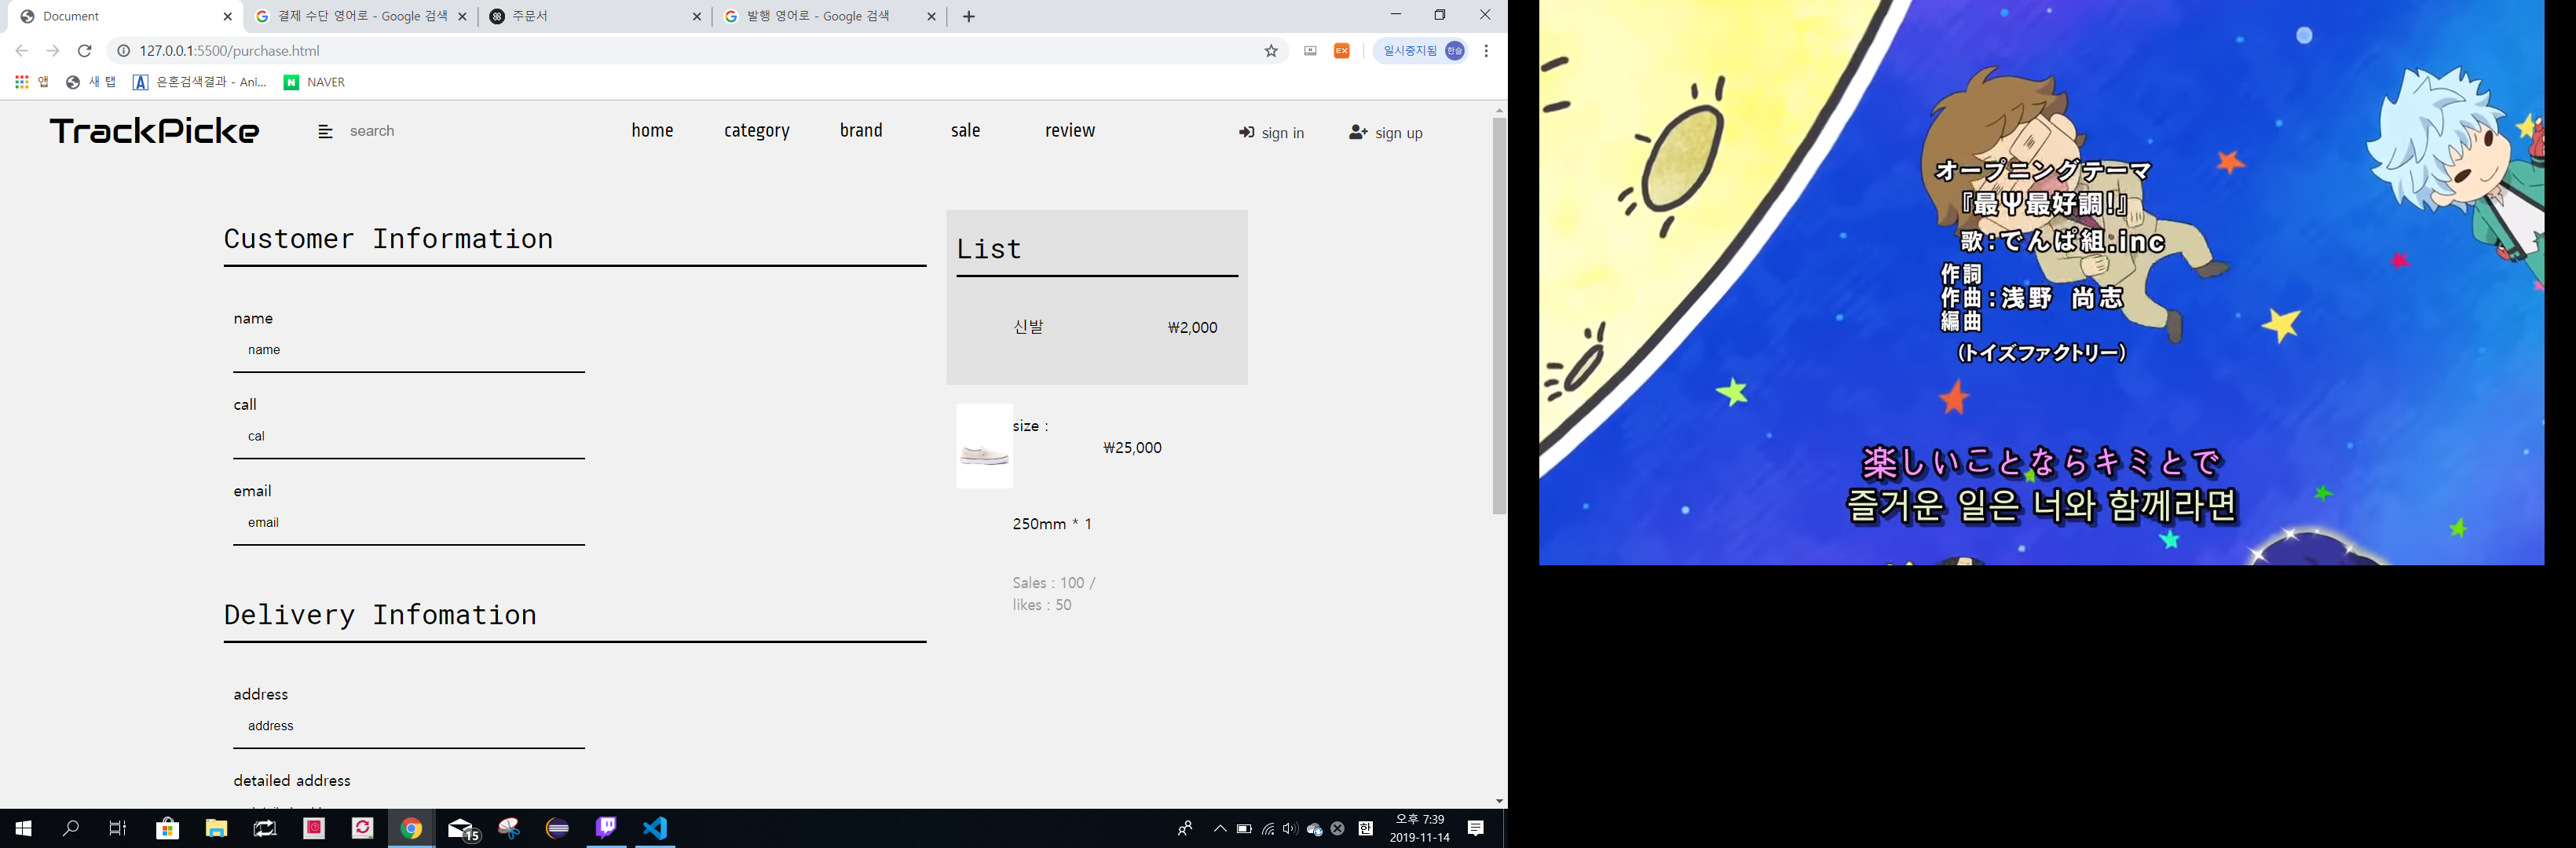 Document
결제 수단 영어로 - Google 검색
주문서
발행 영어로 - Google 검색
127.0.0.1:5500/purchase.html
EX
일시중지됨
한슬
앱
새 탭
은혼검색결과 - Ani...
NAVER
TrackPicke
search
home
category
brand
sale
review
sign in
sign up
Customer Information
name
name
call
cal
email
email
Delivery Infomation
address
address
detailed address
List
신발
₩2,000
size :
₩25,000
250mm * 1
Sales : 100 /
likes : 50
15
한
오후 7:39
2019-11-14
オープニングテーマ
『最Ψ最好調!』
歌:でんぱ組.inc
作詞
作曲:浅野 尚志
編曲
(トイズファクトリー)
楽しいことならキミとで
즐거운 일은 너와 함께라면